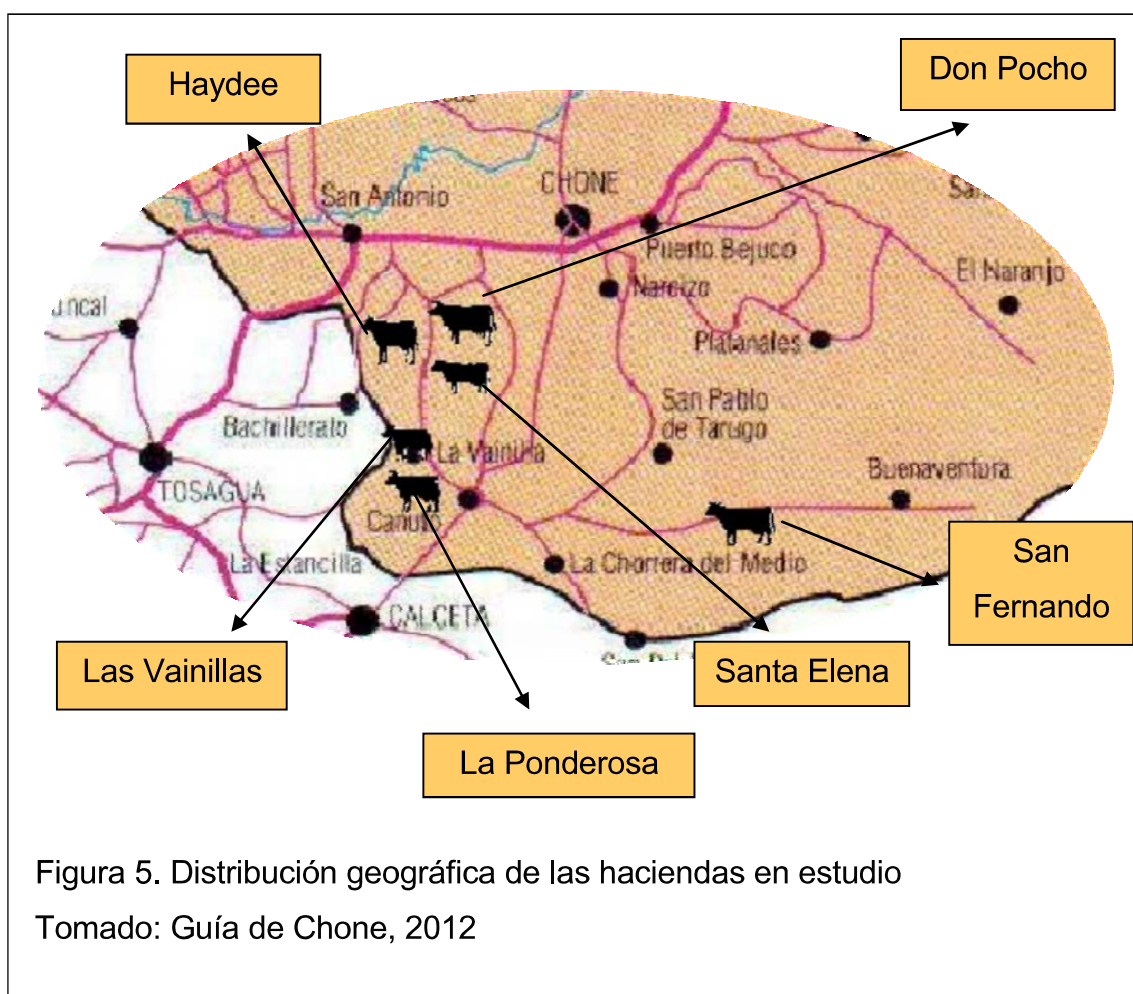 Haydee
Don Pocho
San Antonio
CHONE
Puerto Bejuco
Narcizo
El Naranjo
Platanales
Bachillerato
San Pablo
de Tarugo
La Vainilla
TOSAGUA
Buenaventura
Canuto
La Estancilla
La Chorrera del Medio
CALCETA
San
Fernando
Las Vainillas
Santa Elena
La Ponderosa
Figura 5. Distribución geográfica de las haciendas en estudio
Tomado: Guía de Chone, 2012